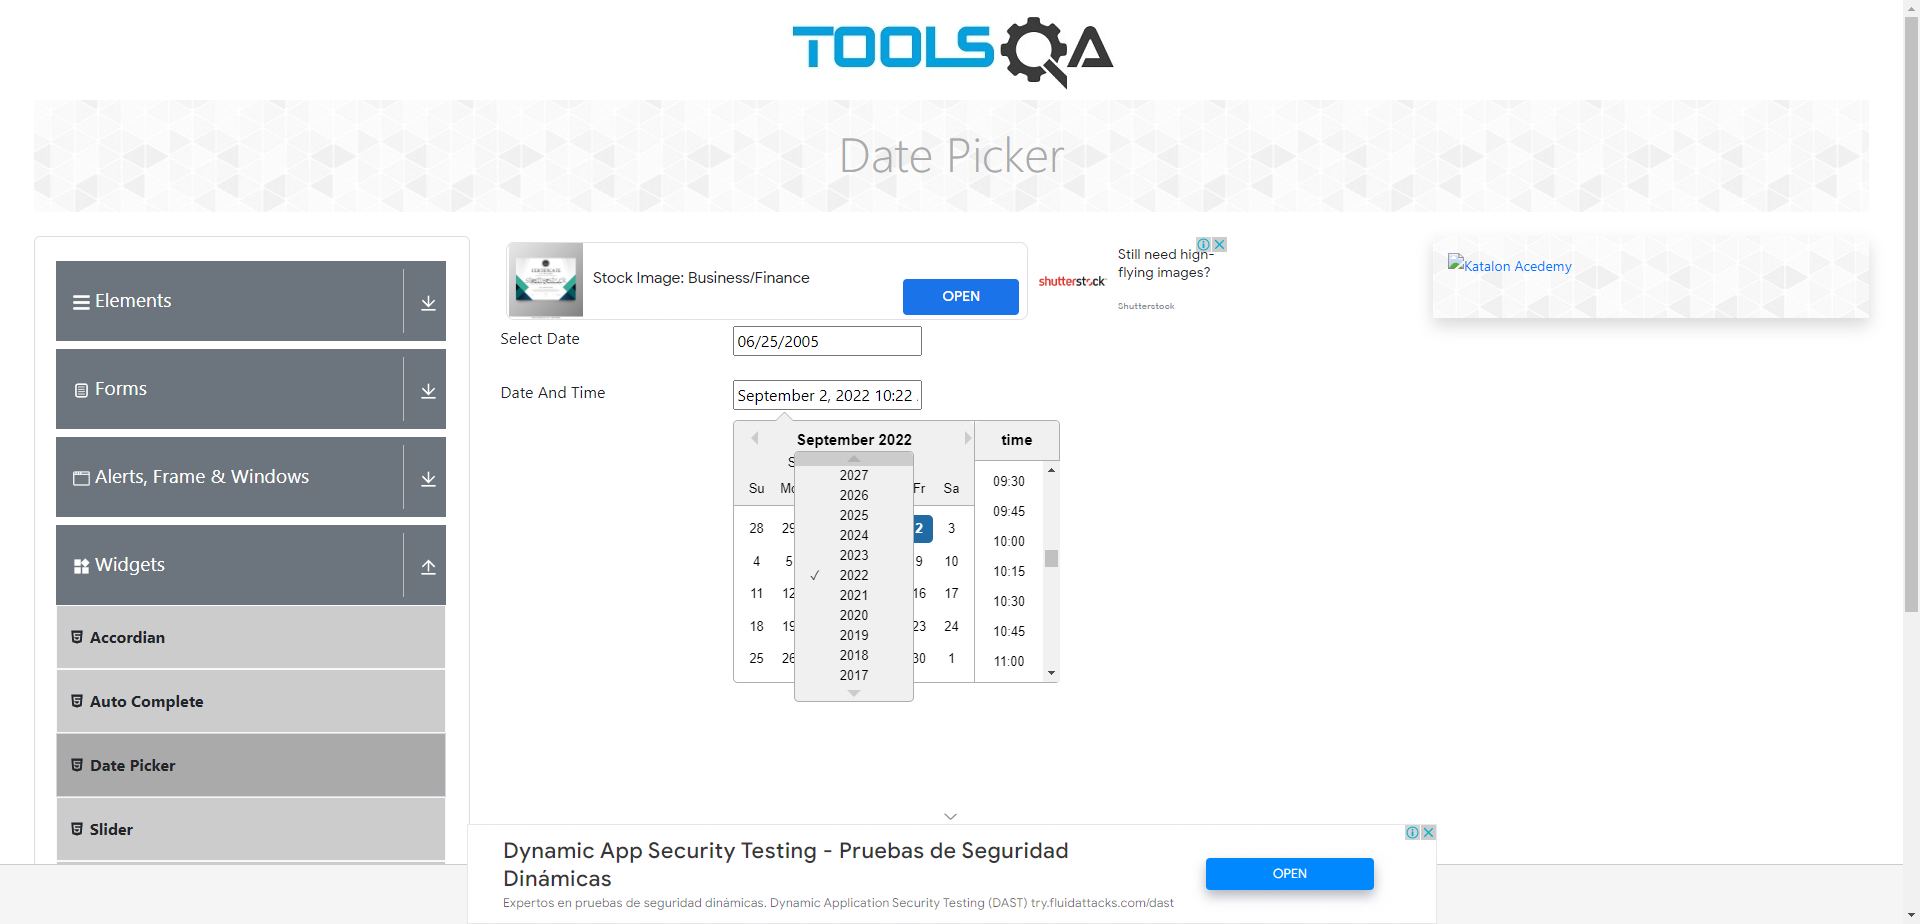 TOOLSQA
Date Picker
Elements
Forms
Alerts, Frame & Windows
Widgets
Accordian
Auto Complete
Date Picker
Slider
CERTIFICATE
Stock Image: Business/Finance
OPEN
shutterstock
Still need high-
flying images?
Shutterstock
Katalon Acedemy
Select Date
06/25/2005
Date And Time
September 2, 2022 10:22
September 2022
time
S
Su Mo Fr Sa
28 29 2 3
4 5 9 10
11 12 16 17
18 19 23 24
25 26 30 1
2027
2026
2025
2024
2023
✓ 2022
2021
2020
2019
2018
2017
09:30
09:45
10:00
10:15
10:30
10:45
11:00
Dynamic App Security Testing - Pruebas de Seguridad
Dinámicas
Expertos en pruebas de seguridad dinámicas. Dynamic Application Security Testing (DAST) try.fluidattacks.com/dast
OPEN